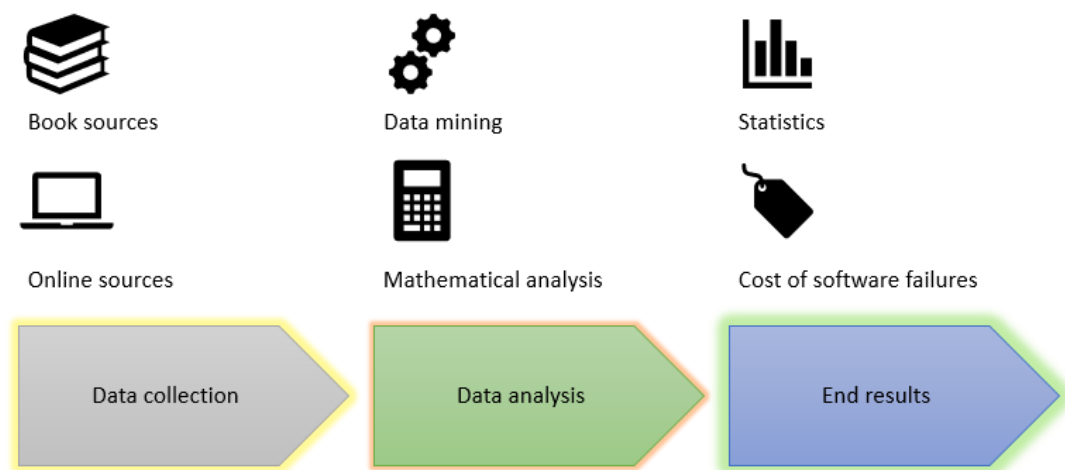 Book sources
Data mining
Statistics
Online sources
Mathematical analysis
Cost of software failures
Data collection
Data analysis
End results